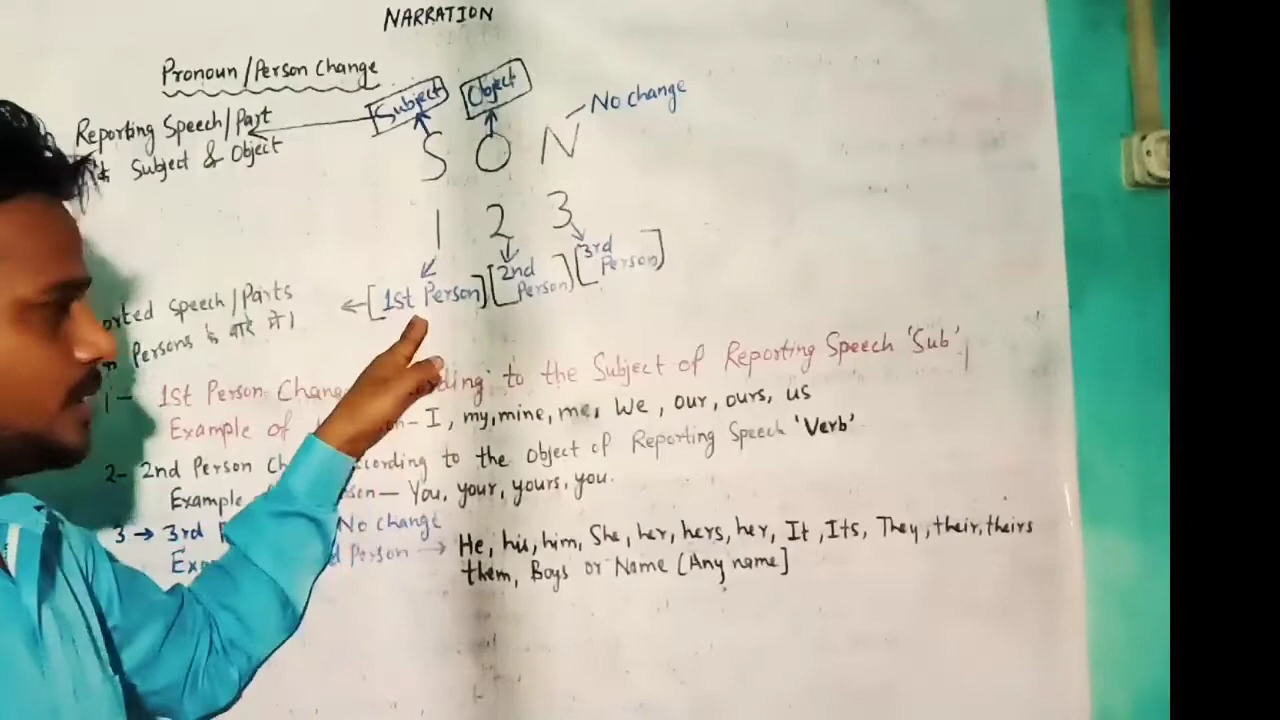 NARRATION
Pronoun/Person Change
Subject
Object
No change
Reporting Speech/Part
Subject & Object
S O N
1 2 3
1st Person
2nd Person
3rd Person
Speech/Parts
Persons के बारे में।
1- 1st Person to the Subject of Reporting Speech 'Sub'
Example of I, my, mine, me, We, our, ours, us
2- 2nd Person to the object of Reporting Speech 'Verb'
Example You, your, yours, you.
3 → 3rd No change
Person → He, his, him, She, her, hers, her, It, Its, They, their, theirs
them, Boys or Name [Any name]